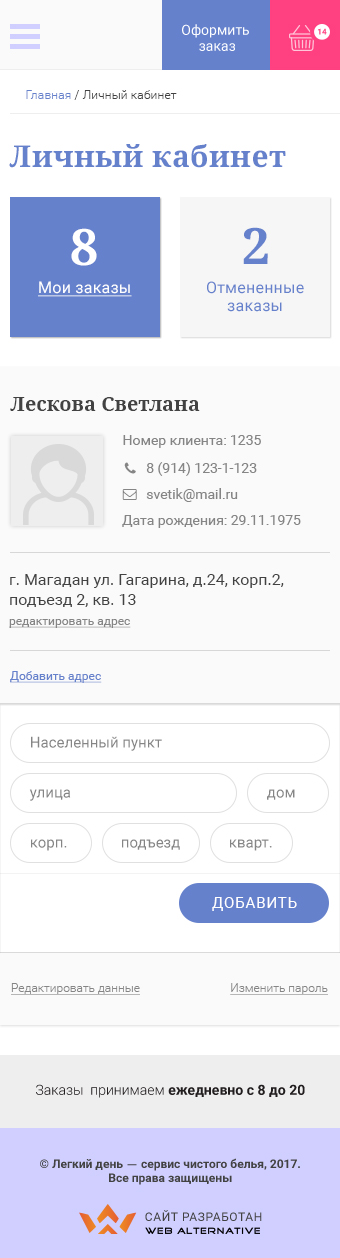 Оформить
заказ
14
Главная / Личный кабинет
Личный кабинет
8
Мои заказы
2
Отмененные
заказы
Лескова Светлана
Номер клиента: 1235
8 (914) 123-1-123
svetik@mail.ru
Дата рождения: 29.11.1975
г. Магадан ул. Гагарина, д.24, корп.2,
подъезд 2, кв. 13
редактировать адрес
Добавить адрес
Населенный пункт
улица
дом
корп.
подъезд
кварт.
ДОБАВИТЬ
Редактировать данные
Изменить пароль
Заказы принимаем ежедневно с 8 до 20
© Легкий день — сервис чистого белья, 2017.
Все права защищены
САЙТ РАЗРАБОТАН
WEB ALTERNATIVE